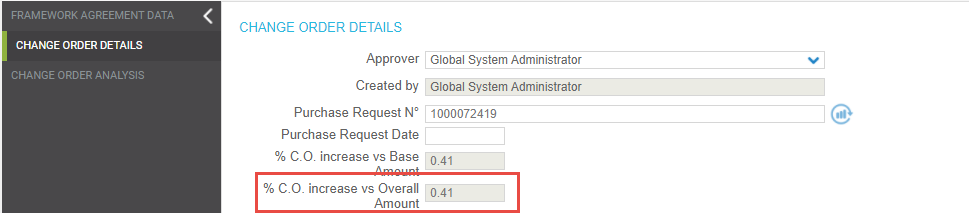 FRAMEWORK AGREEMENT DATA
CHANGE ORDER DETAILS
CHANGE ORDER ANALYSIS
CHANGE ORDER DETAILS
Approver Global System Administrator
Created by Global System Administrator
Purchase Request N° 1000072419
Purchase Request Date
% C.O. increase vs Base
Amount 0.41
% C.O. increase vs Overall
Amount 0.41